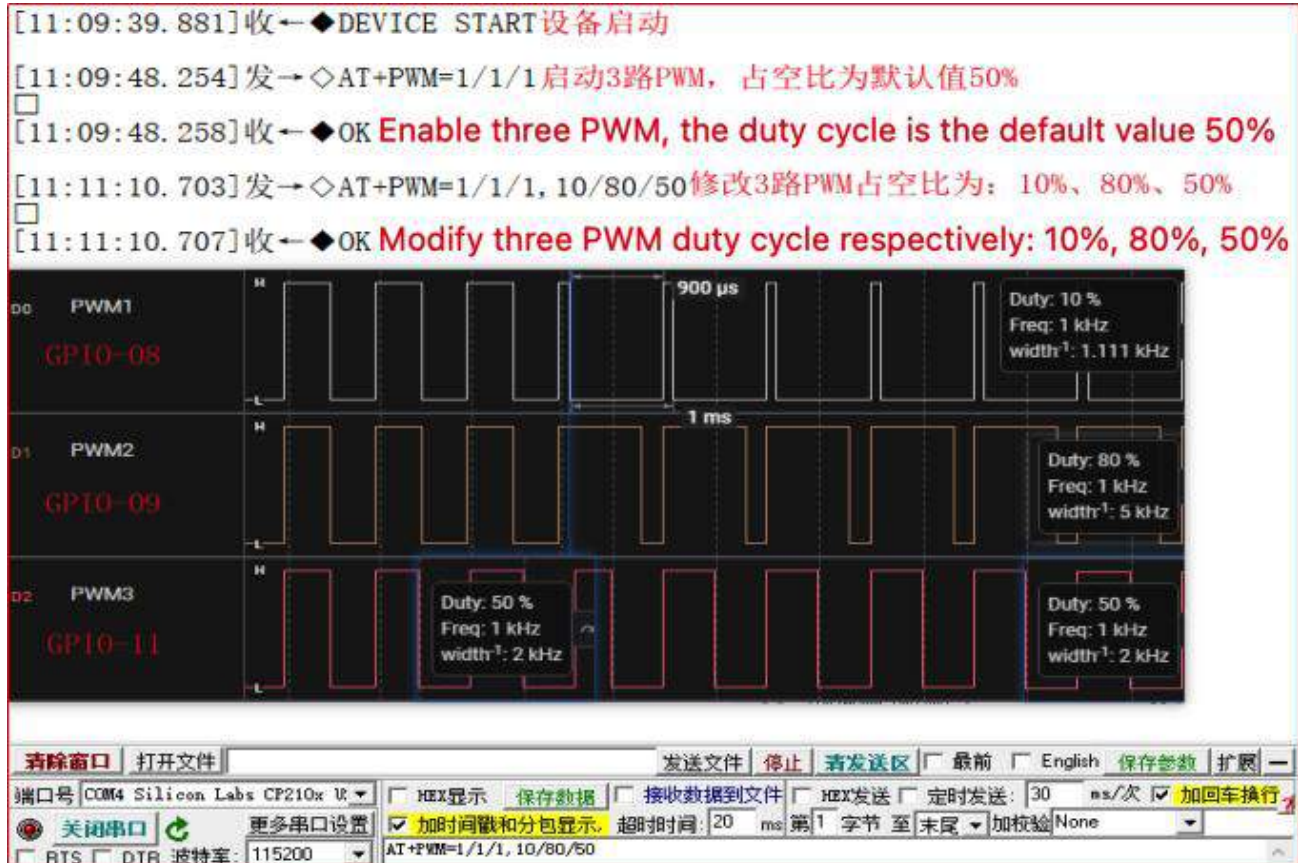 [11:09:39.881]收←◆DEVICE START设备启动
[11:09:48.254]发→◇AT+PWM=1/1/1启动3路PWM，占空比为默认值50%
□
[11:09:48.258]收←◆OK Enable three PWM, the duty cycle is the default value 50%
[11:11:10.703]发→◇AT+PWM=1/1/1,10/80/50修改3路PWM占空比为：10%、80%、50%
□
[11:11:10.707]收←◆OK Modify three PWM duty cycle respectively: 10%, 80%, 50%
H
900 µs
D0 PWM1
Duty: 10 %
Freq: 1 kHz
width⁻¹: 1.111 kHz
GPIO-08
L
1 ms
H
D1 PWM2
Duty: 80 %
Freq: 1 kHz
width⁻¹: 5 kHz
GPIO-09
L
H
D2 PWM3
Duty: 50 %
Freq: 1 kHz
width⁻¹: 2 kHz
Duty: 50 %
Freq: 1 kHz
width⁻¹: 2 kHz
GPIO-11
L
清除窗口 打开文件 发送文件 停止 清发送区 最前 English 保存参数 扩展 —
端口号 COM4 Silicon Labs CP210x HEX显示 保存数据 接收数据到文件 HEX发送 定时发送: 30 ms/次 加回车换行
关闭串口 更多串口设置 加时间戳和分包显示, 超时时间: 20 ms 第1 字节 至 末尾 加校验 None
RTS DTR 波特率: 115200 AT+PWM=1/1/1,10/80/50